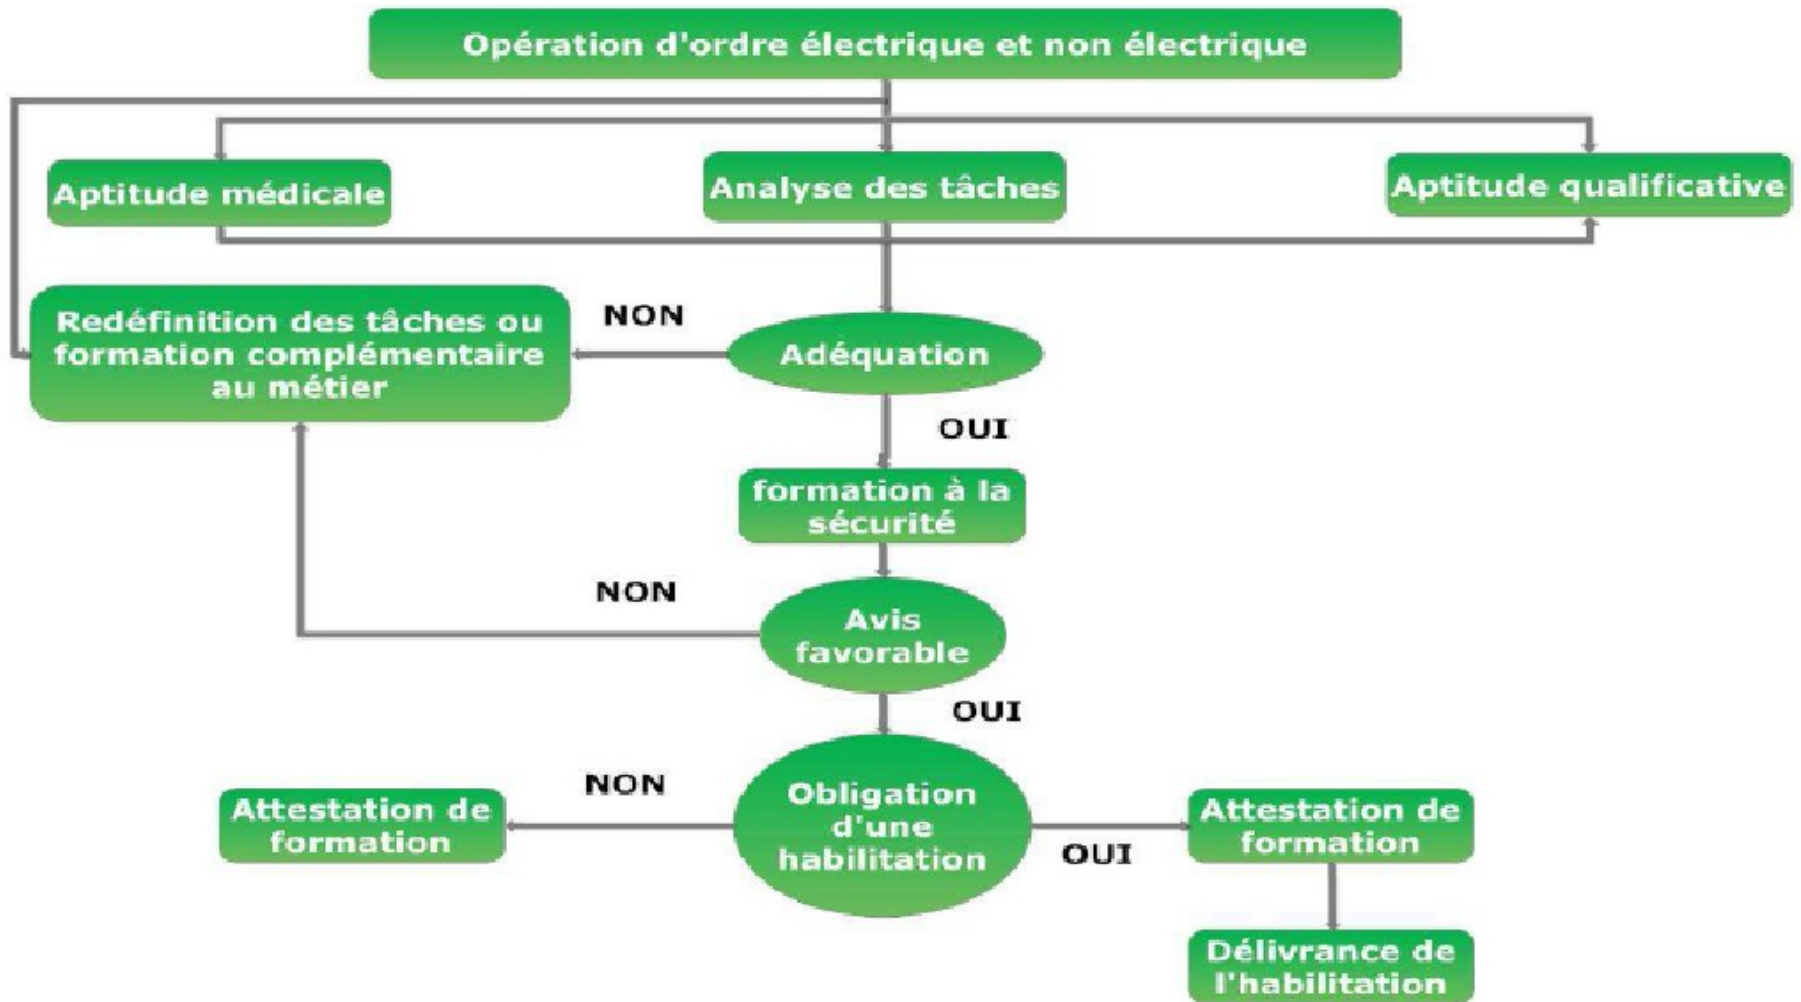 Opération d'ordre électrique et non électrique
Aptitude médicale
Analyse des tâches
Aptitude qualificative
Redéfinition des tâches ou
formation complémentaire
au métier
NON
Adéquation
OUI
formation à la
sécurité
NON
Avis
favorable
OUI
Attestation de
formation
NON
Obligation
d'une
habilitation
OUI
Attestation de
formation
Délivrance de
l'habilitation